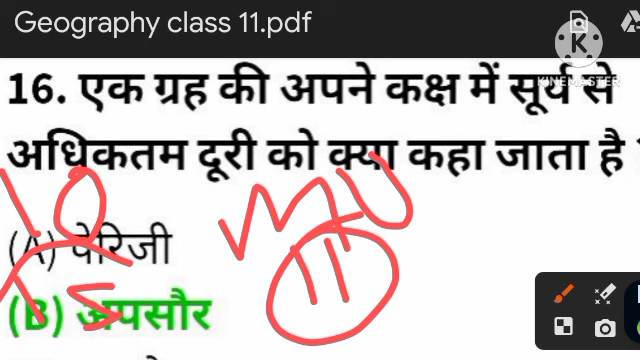 Geography class 11.pdf
K
KINEMASTER
16. एक ग्रह की अपने कक्ष में सूर्य से
अधिकतम दूरी को क्या कहा जाता है ?
(A) पेरिजी
(B) अपसौर